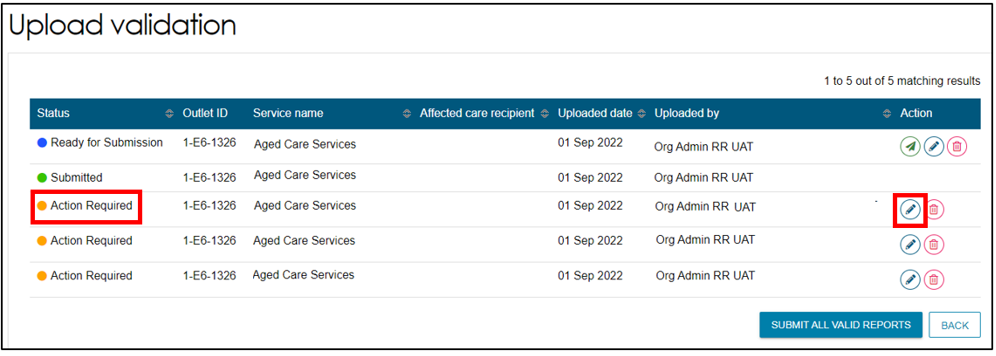 Upload validation
1 to 5 out of 5 matching results
Status Outlet ID Service name Affected care recipient Uploaded date Uploaded by Action
Ready for Submission 1-E6-1326 Aged Care Services 01 Sep 2022 Org Admin RR UAT
Submitted 1-E6-1326 Aged Care Services 01 Sep 2022 Org Admin RR UAT
Action Required 1-E6-1326 Aged Care Services 01 Sep 2022 Org Admin RR UAT
Action Required 1-E6-1326 Aged Care Services 01 Sep 2022 Org Admin RR UAT
Action Required 1-E6-1326 Aged Care Services 01 Sep 2022 Org Admin RR UAT
SUBMIT ALL VALID REPORTS BACK